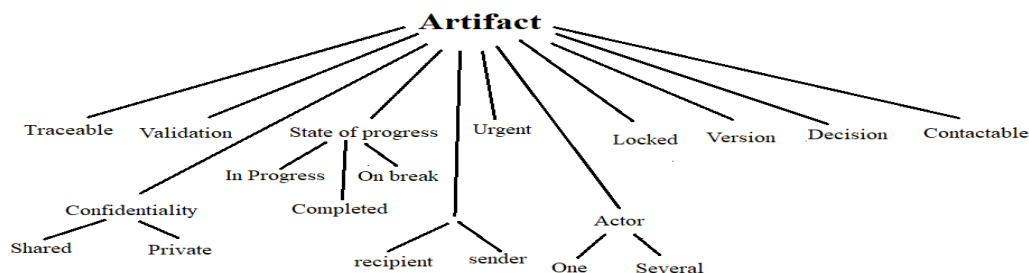 Artifact
Traceable
Validation
State of progress
Urgent
Locked
Version
Decision
Contactable
In Progress
On break
Completed
Confidentiality
Shared
Private
recipient
sender
Actor
One
Several